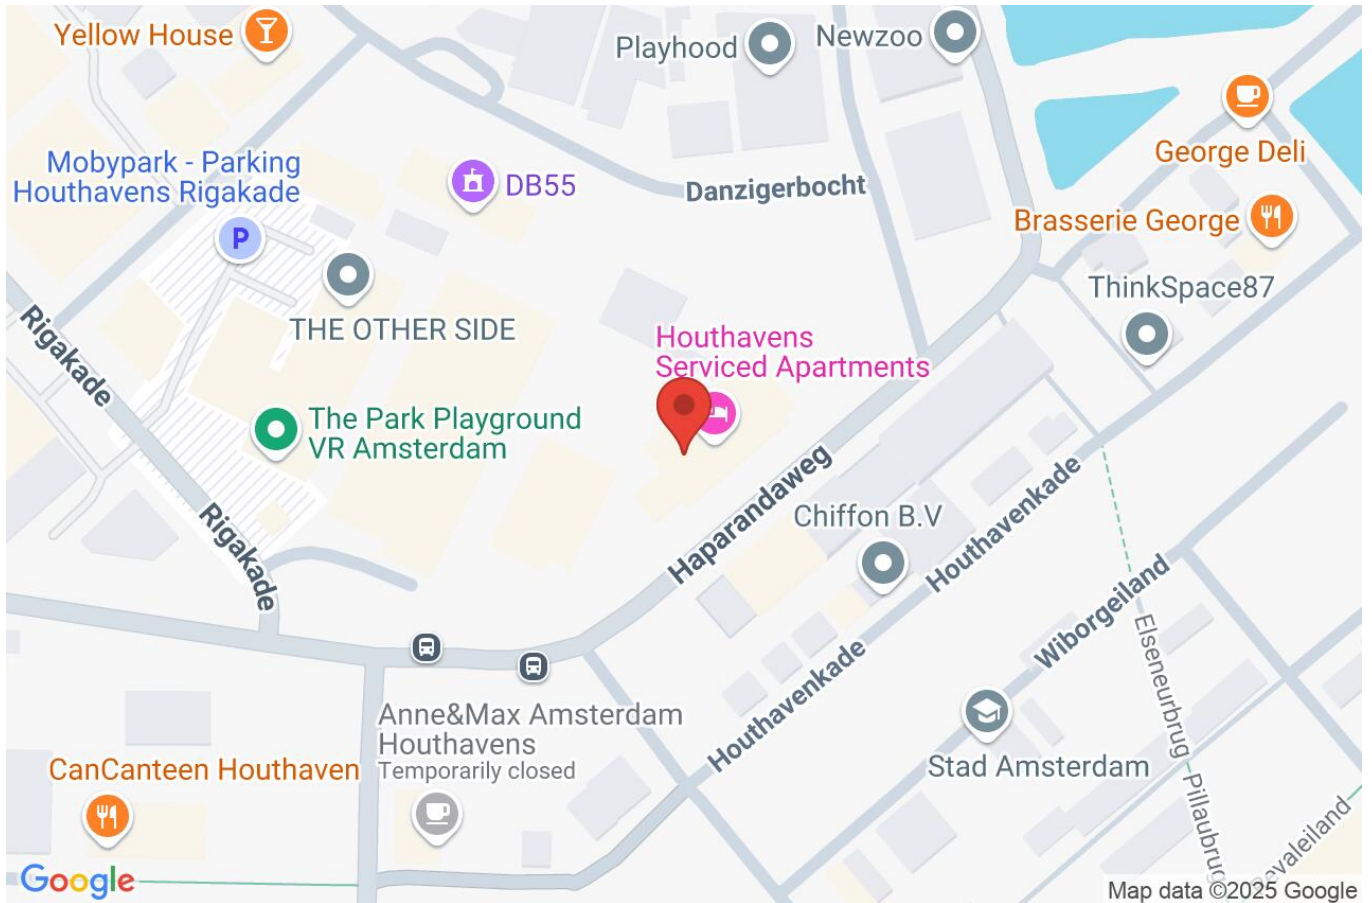 Yellow House
Playhood
Newzoo
George Deli
Mobypark - Parking
Houthavens Rigakade
P
DB55
Danzigerbocht
Brasserie George
THE OTHER SIDE
ThinkSpace87
Rigakade
Houthavens
Serviced Apartments
The Park Playground
VR Amsterdam
Haparandaweg
Chiffon B.V
Houthavenkade
Rigakade
Wiborgeiland
Elseneurbrug
Houthavenkade
Anne&Max Amsterdam
Houthavens
Temporarily closed
Stad Amsterdam
CanCanteen Houthaven
Pillaubrug
evaleiland
Google
Map data ©2025 Google